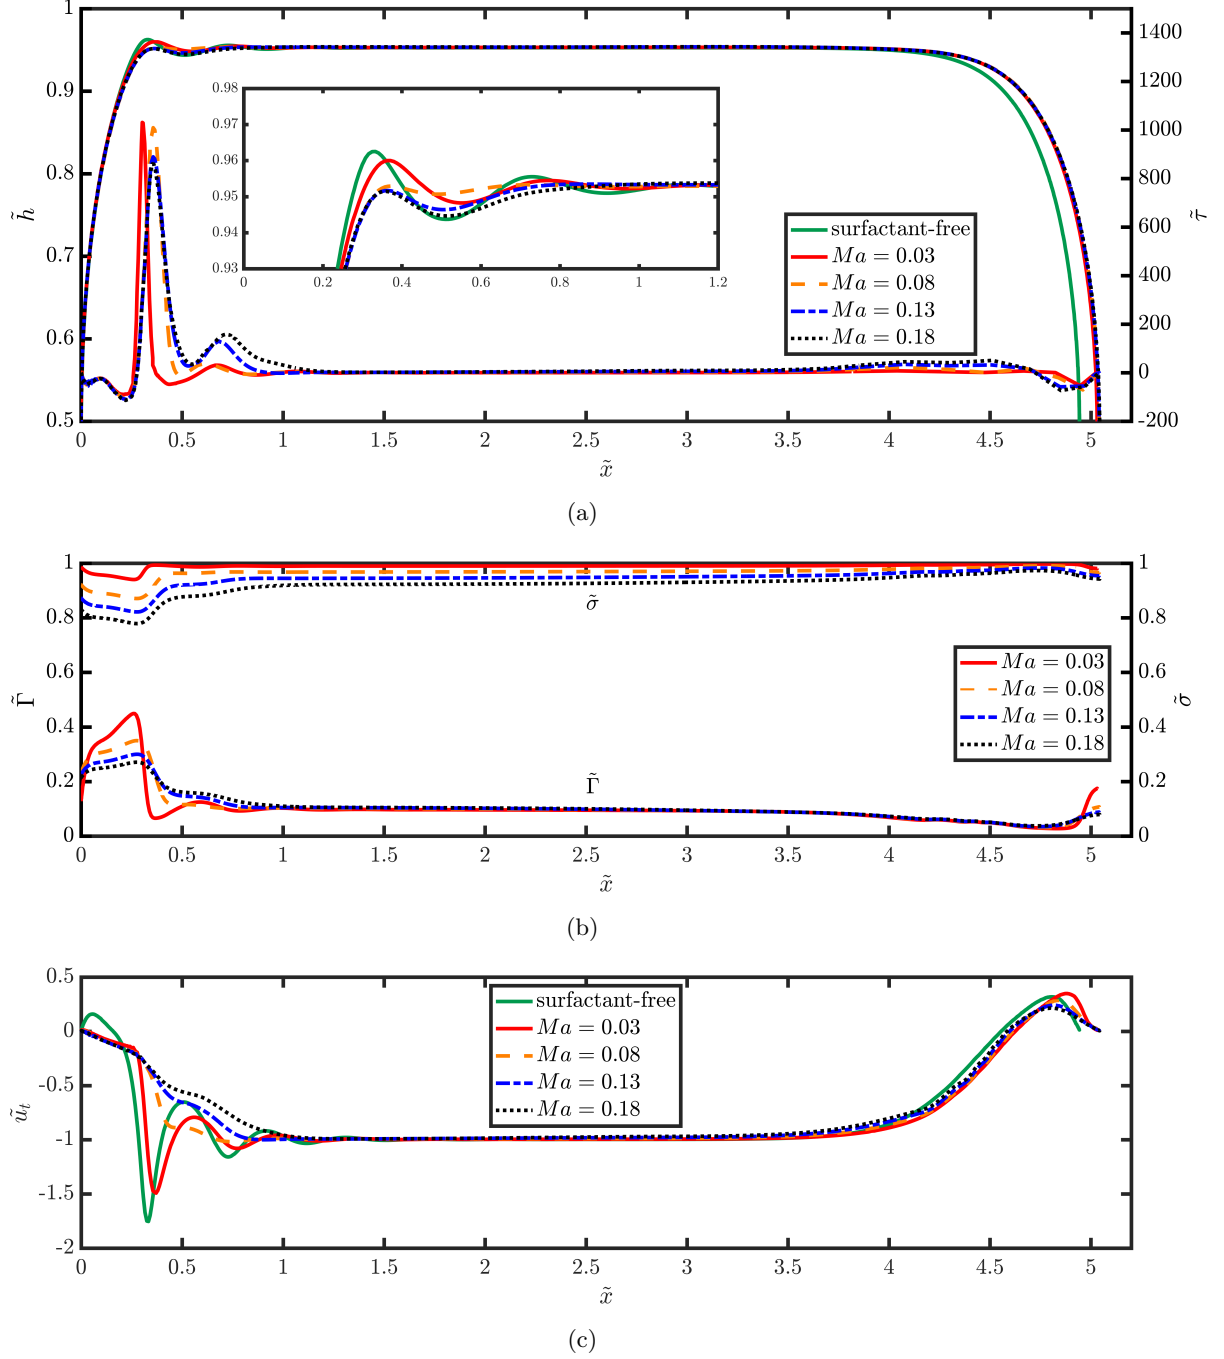 1
0.9
0.8
0.7
0.6
0.5
h̃
1400
1200
1000
800
600
400
200
0
-200
τ̃
0.98
0.97
0.96
0.95
0.94
0.93
0 0.2 0.4 0.6 0.8 1 1.2
surfactant-free
Ma = 0.03
Ma = 0.08
Ma = 0.13
Ma = 0.18
0 0.5 1 1.5 2 2.5 3 3.5 4 4.5 5
x̃
(a)
1
0.8
0.6
0.4
0.2
0
Γ̃
σ̃
Γ̃
1
0.8
0.6
0.4
0.2
0
σ̃
Ma = 0.03
Ma = 0.08
Ma = 0.13
Ma = 0.18
0 0.5 1 1.5 2 2.5 3 3.5 4 4.5 5
x̃
(b)
0.5
0
-0.5
-1
-1.5
-2
ũt
surfactant-free
Ma = 0.03
Ma = 0.08
Ma = 0.13
Ma = 0.18
0 0.5 1 1.5 2 2.5 3 3.5 4 4.5 5
x̃
(c)